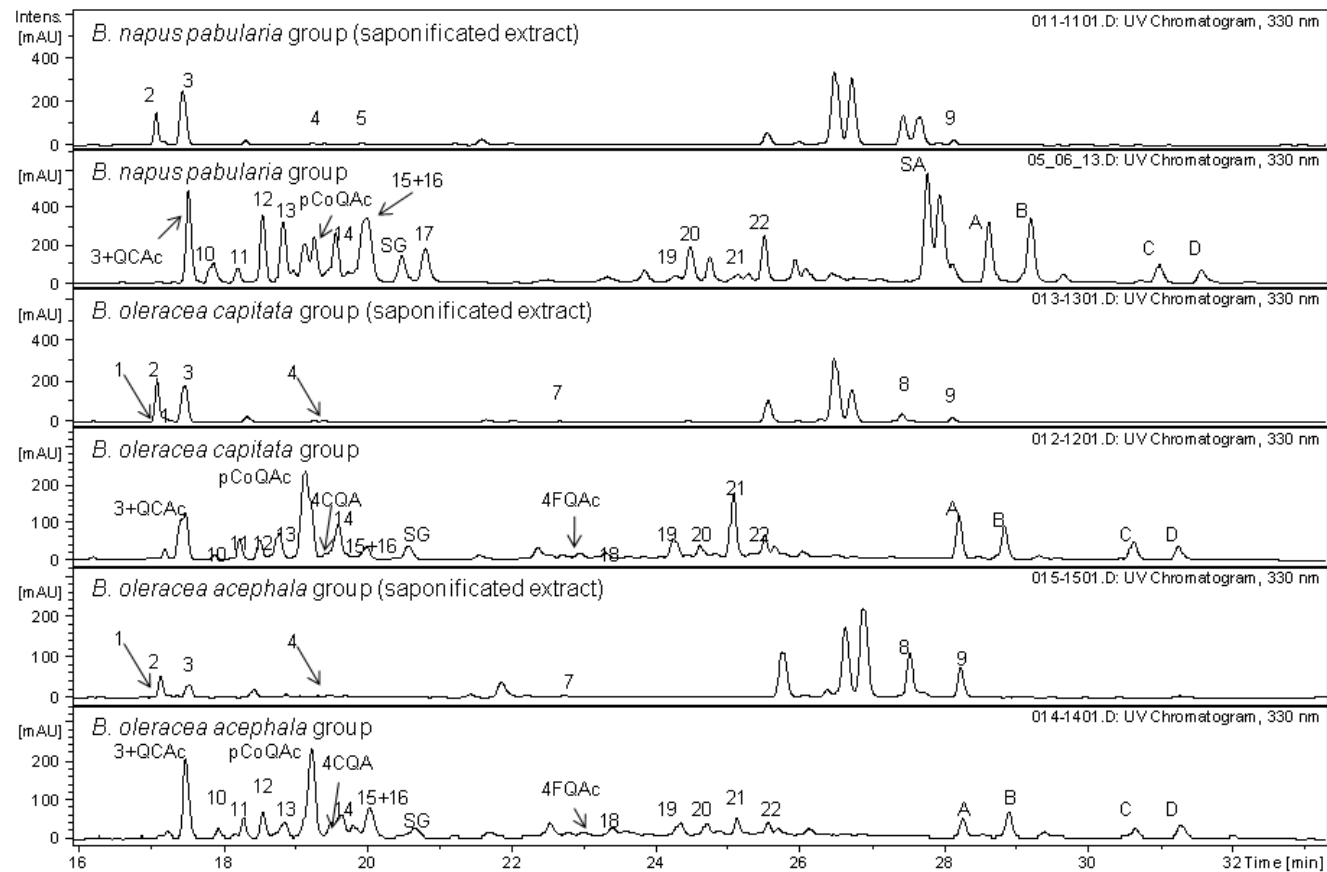 Intens.
[mAU]
B. napus pabularia group (saponificated extract)
011-1101.D: UV Chromatogram, 330 nm
400
200
0
2
3
4
5
9
[mAU]
B. napus pabularia group
05_06_13.D: UV Chromatogram, 330 nm
400
200
0
3+QCAc
10
11
12
13
pCoQAc
14
15+16
SG
17
19
20
21
22
SA
A
B
C
D
[mAU]
B. oleracea capitata group (saponificated extract)
013-1301.D: UV Chromatogram, 330 nm
400
200
0
1
2
3
4
7
8
9
[mAU]
B. oleracea capitata group
012-1201.D: UV Chromatogram, 330 nm
200
100
0
3+QCAc
10
11
12
13
pCoQAc
4CQA
14
15+16
SG
4FQAc
18
19
20
21
22
A
B
C
D
[mAU]
B. oleracea acephala group (saponificated extract)
015-1501.D: UV Chromatogram, 330 nm
200
100
0
1
2
3
4
7
8
9
[mAU]
B. oleracea acephala group
014-1401.D: UV Chromatogram, 330 nm
200
100
0
3+QCAc
10
11
12
13
pCoQAc
4CQA
14
15+16
SG
4FQAc
18
19
20
21
22
A
B
C
D
16 18 20 22 24 26 28 30 32 Time [min]